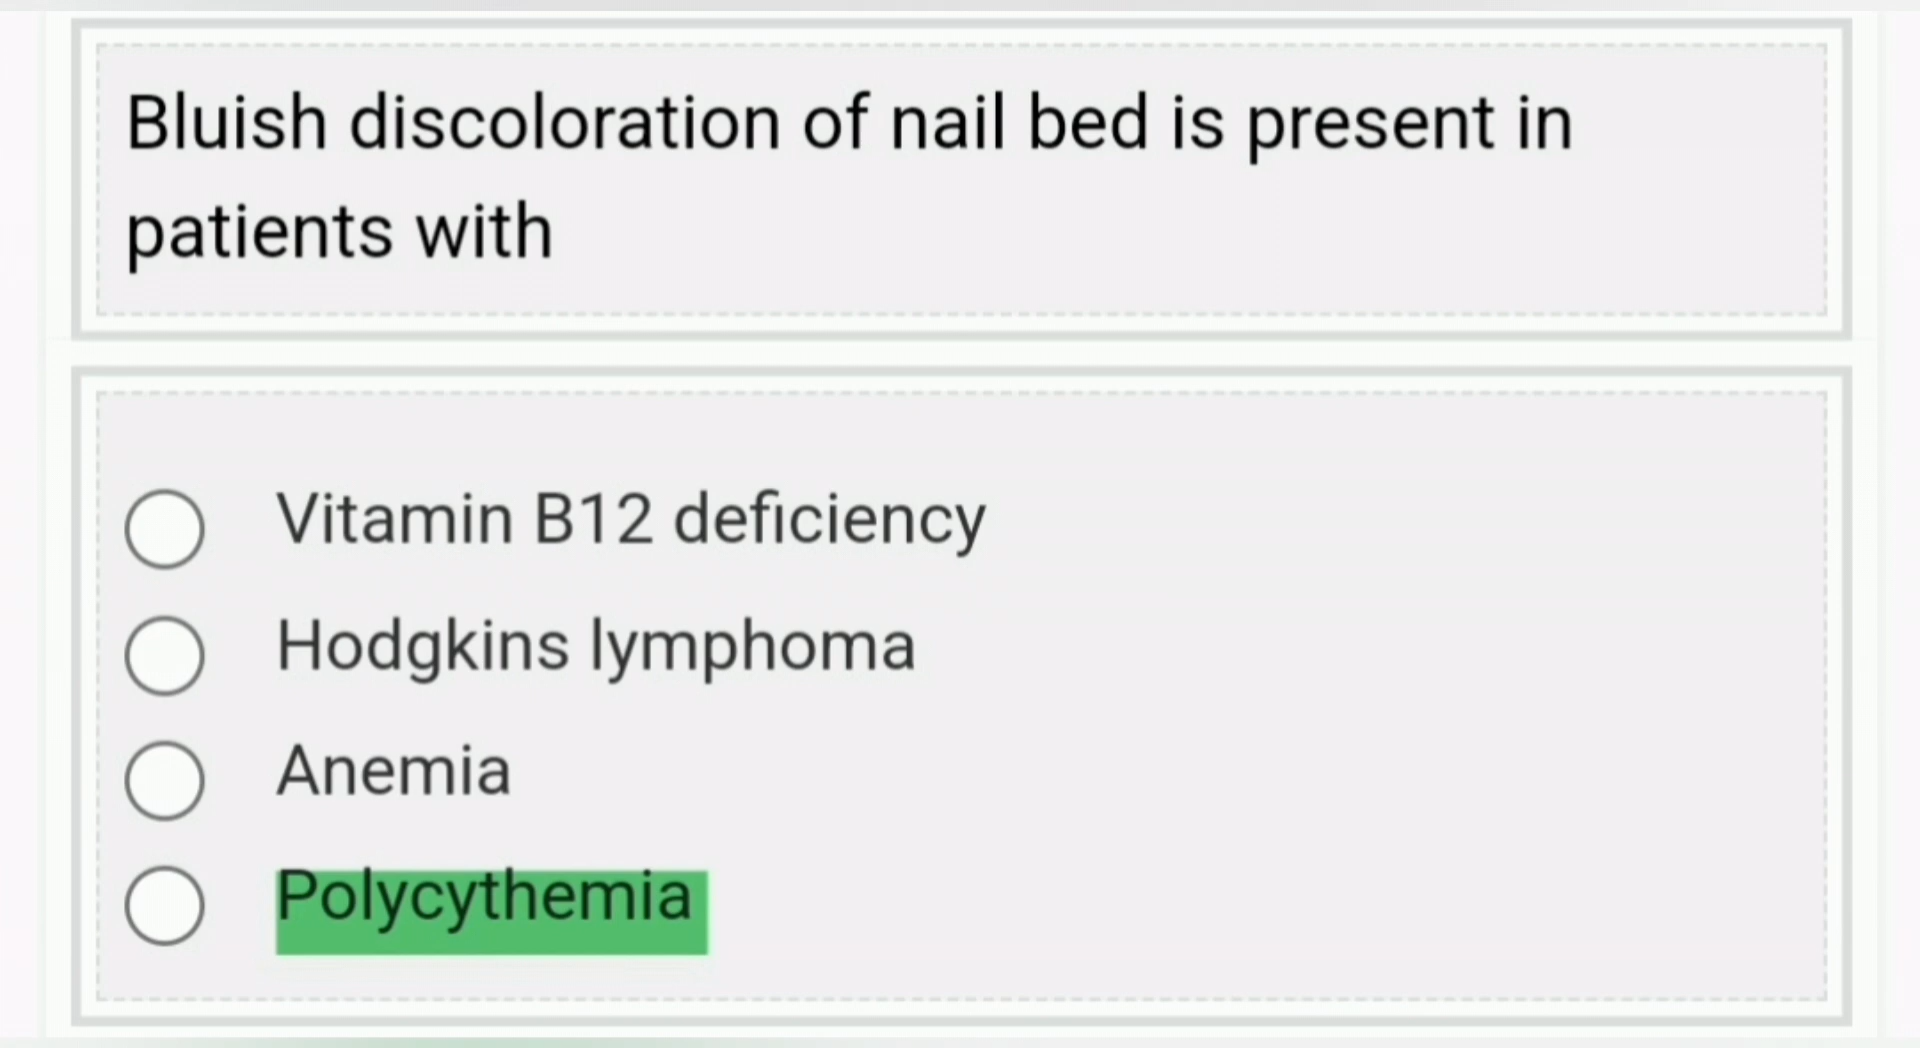 Bluish discoloration of nail bed is present in
patients with
Vitamin B12 deficiency
Hodgkins lymphoma
Anemia
Polycythemia